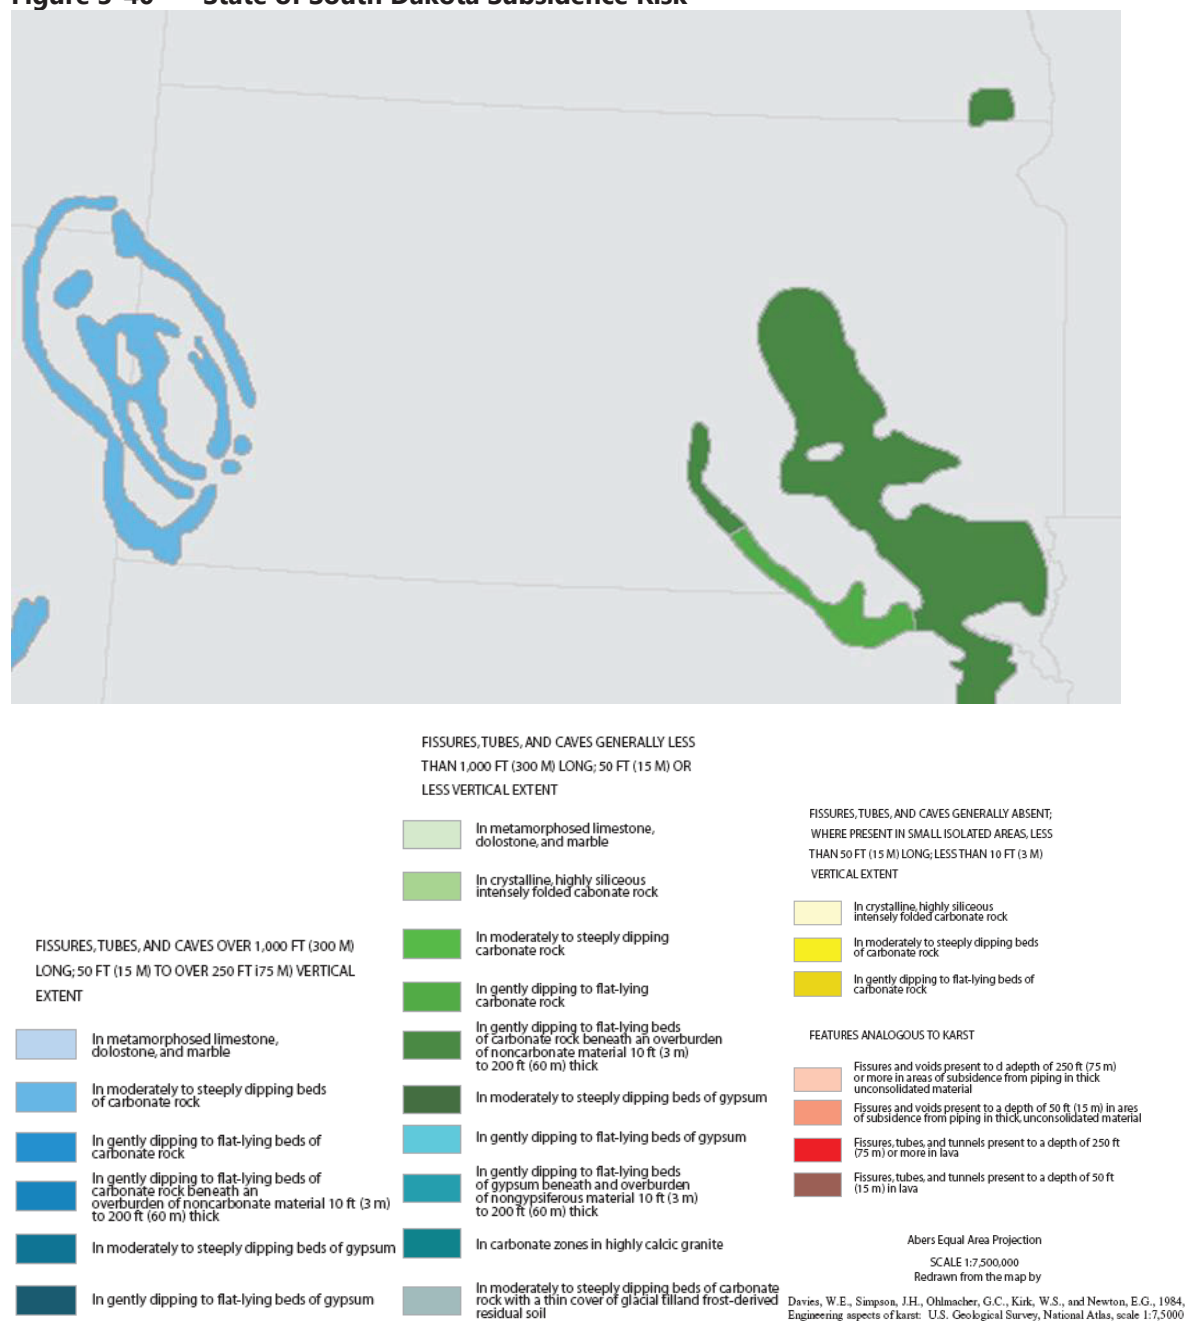 Figure 3-40 State of South Dakota Subsidence Risk
FISSURES, TUBES, AND CAVES OVER 1,000 FT (300 M)
LONG; 50 FT (15 M) TO OVER 250 FT i75 M) VERTICAL
EXTENT
In metamorphosed limestone,
dolostone, and marble
In moderately to steeply dipping beds
of carbonate rock
In gently dipping to flat-lying beds of
carbonate rock
In gently dipping to flat-lying beds of
carbonate rock beneath an
overburden of noncarbonate material 10 ft (3 m)
to 200 ft (60 m) thick
In moderately to steeply dipping beds of gypsum
In gently dipping to flat-lying beds of gypsum
FISSURES, TUBES, AND CAVES GENERALLY LESS
THAN 1,000 FT (300 M) LONG; 50 FT (15 M) OR
LESS VERTICAL EXTENT
In metamorphosed limestone,
dolostone, and marble
In crystalline, highly siliceous
intensely folded cabonate rock
In moderately to steeply dipping
carbonate rock
In gently dipping to flat-lying
carbonate rock
In gently dipping to flat-lying beds
of carbonate rock beneath an overburden
of noncarbonate material 10 ft (3 m)
to 200 ft (60 m) thick
In moderately to steeply dipping beds of gypsum
In gently dipping to flat-lying beds of gypsum
In gently dipping to flat-lying beds
of gypsum beneath and overburden
of nongypsiferous material 10 ft (3 m)
to 200 ft (60 m) thick
In carbonate zones in highly calcic granite
In moderately to steeply dipping beds of carbonate
rock with a thin cover of glacial tilland frost-derived
residual soil
FISSURES, TUBES, AND CAVES GENERALLY ABSENT;
WHERE PRESENT IN SMALL ISOLATED AREAS, LESS
THAN 50 FT (15 M) LONG; LESS THAN 10 FT (3 M)
VERTICAL EXTENT
In crystalline, highly siliceous
intensely folded carbonate rock
In moderately to steeply dipping beds
of carbonate rock
In gently dipping to flat-lying beds of
carbonate rock
FEATURES ANALOGOUS TO KARST
Fissures and voids present to d adepth of 250 ft (75 m)
or more in areas of subsidence from piping in thick
unconsolidated material
Fissures and voids present to a depth of 50 ft (15 m) in ares
of subsidence from piping in thick, unconsolidated material
Fissures, tubes, and tunnels present to a depth of 250 ft
(75 m) or more in lava
Fissures, tubes, and tunnels present to a depth of 50 ft
(15 m) in lava
Abers Equal Area Projection
SCALE 1:7,500,000
Redrawn from the map by
Davies, W.E., Simpson, J.H., Ohlmacher, G.C., Kirk, W.S., and Newton, E.G., 1984,
Engineering aspects of karst: U.S. Geological Survey, National Atlas, scale 1:7,5000